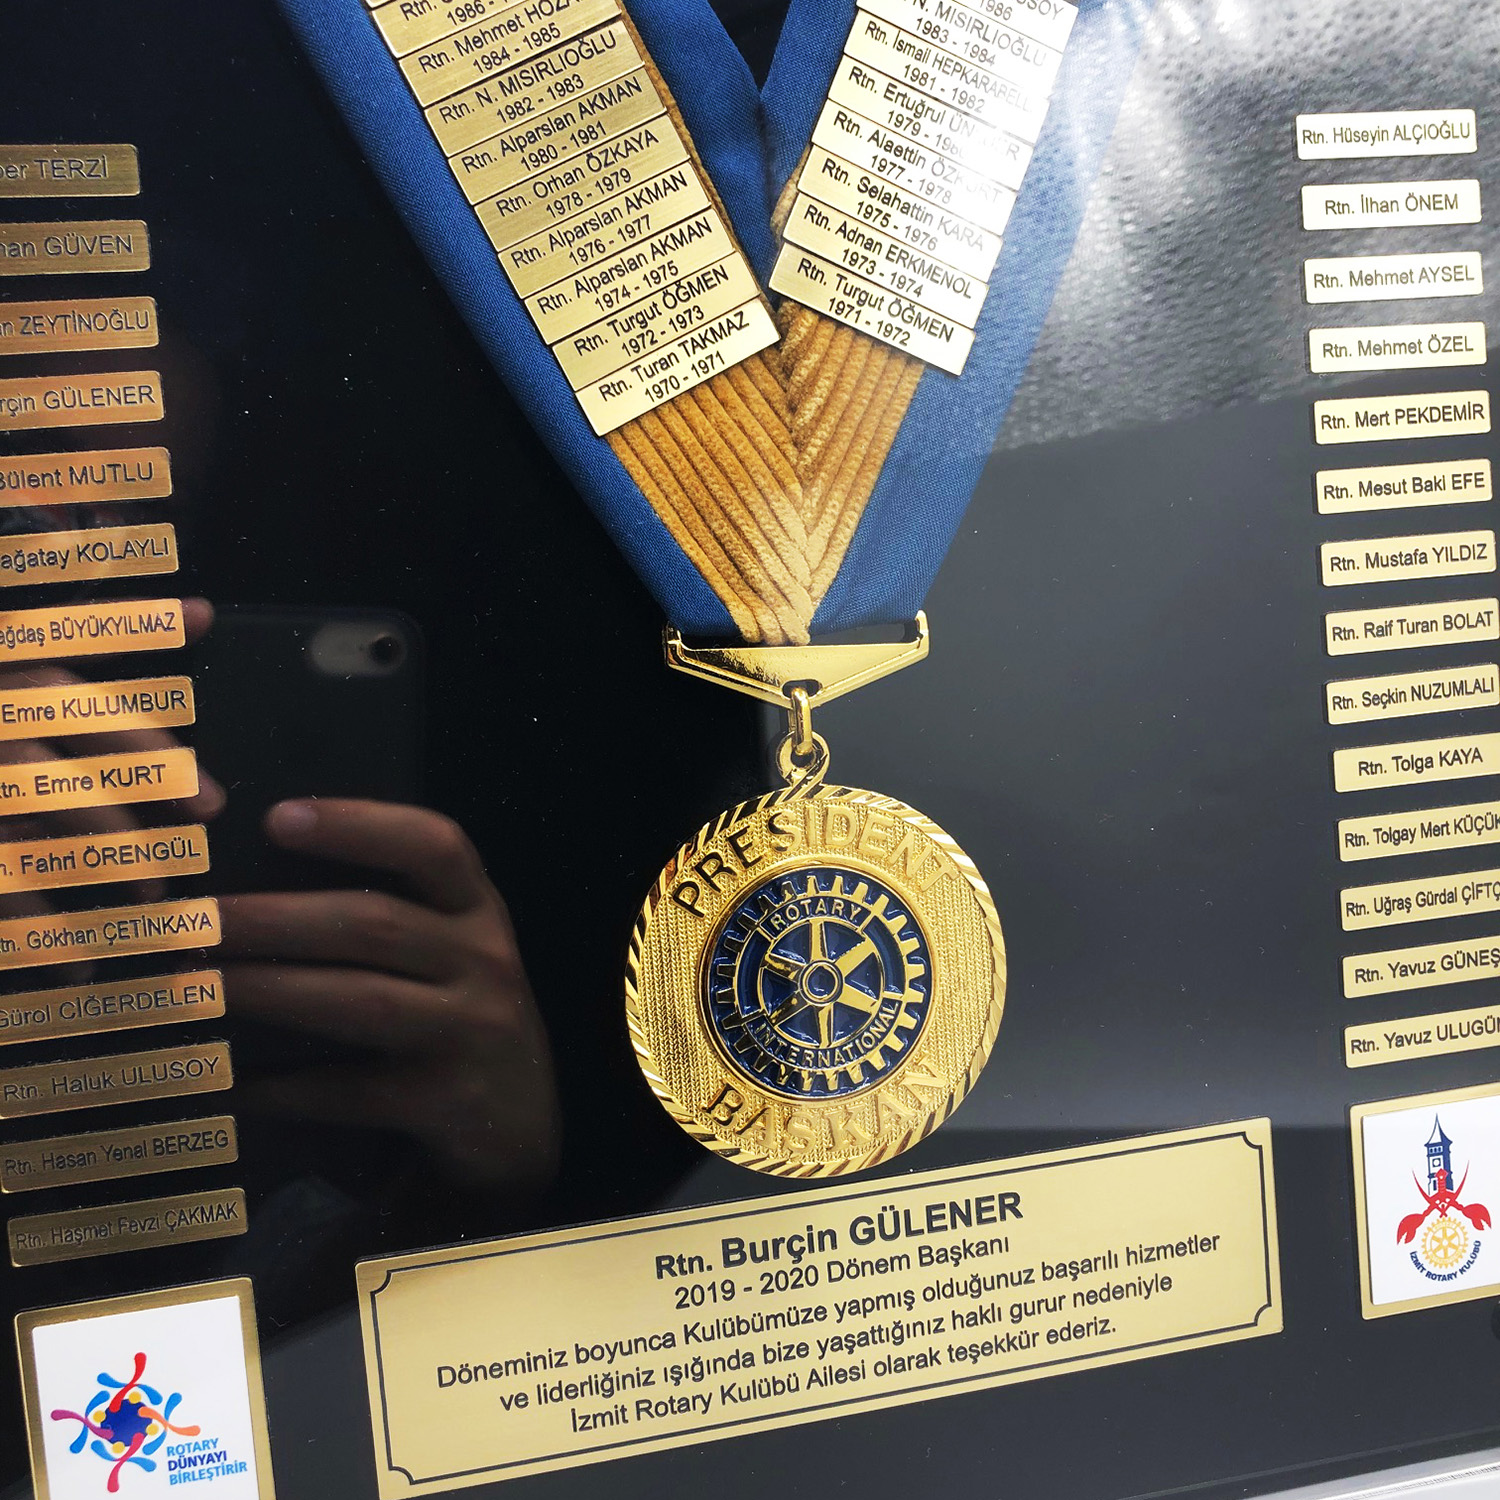 1986 -
Rtn. Mehmet
1984 - 1985
Rtn. N. MISIRLIOĞLU
1982 - 1983
Rtn. Alparslan AKMAN
1980 - 1981
Rtn. Orhan ÖZKAYA
1978 - 1979
Rtn. Alparslan AKMAN
1976 - 1977
Rtn. Alparslan AKMAN
1974 - 1975
Rtn. Turgut ÖĞMEN
1972 - 1973
Rtn. Turan TAKMAZ
1970 - 1971
1986
N. MISIRLIOĞLU
1983 - 1984
Rtn. İsmail
1981 - 1982
Rtn. Ertuğrul
1979 -
Rtn. Alaettin ÖZKURT
1977 - 1978
Rtn. Selahattin KARA
1975 - 1976
Rtn. Adnan ERKMENOL
1973 - 1974
Rtn. Turgut ÖĞMEN
1971 - 1972
TERZİ
GÜVEN
ZEYTİNOĞLU
GÜLENER
Bülent MUTLU
KOLAYLI
BÜYÜKYILMAZ
Emre KULUMBUR
Emre KURT
Fahri ÖRENGÜL
Gökhan ÇETİNKAYA
Gürol CİĞERDELEN
Rtn. Haluk ULUSOY
Rtn. Hasan Yenal BERZEG
Rtn. Haşmet Fevzi ÇAKMAK
Rtn. Hüseyin ALÇIOĞLU
Rtn. İlhan ÖNEM
Rtn. Mehmet AYSEL
Rtn. Mehmet ÖZEL
Rtn. Mert PEKDEMİR
Rtn. Mesut Baki EFE
Rtn. Mustafa YILDIZ
Rtn. Raif Turan BOLAT
Rtn. Seçkin NUZUMLALI
Rtn. Tolga KAYA
Rtn. Tolgay Mert KÜÇÜK
Rtn. Uğraş Gürdal ÇİFTÇ
Rtn. Yavuz GÜNEŞ
Rtn. Yavuz ULUGÜN
PRESIDENT
ROTARY
INTERNATIONAL
BAŞKAN
Rtn. Burçin GÜLENER
2019 - 2020 Dönem Başkanı
Döneminiz boyunca Kulübümüze yapmış olduğunuz başarılı hizmetler
ve liderliğiniz ışığında bize yaşattığınız haklı gurur nedeniyle
İzmit Rotary Kulübü Ailesi olarak teşekkür ederiz.
ROTARY
DÜNYAYI
BİRLEŞTİRİR
İZMİT ROTARY KULÜBÜ